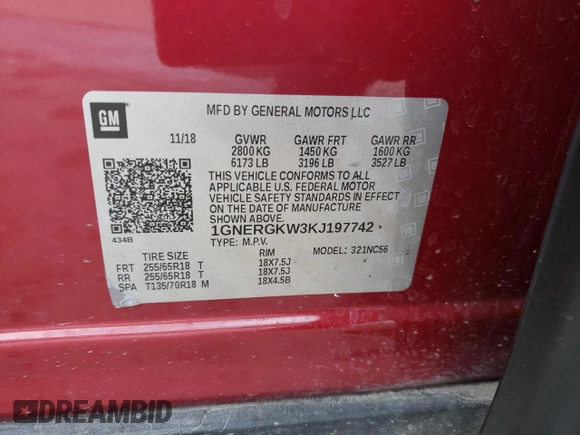 GM
MFD BY GENERAL MOTORS LLC
11/18 GVWR GAWR FRT GAWR RR
2800 KG 1450 KG 1600 KG
6173 LB 3196 LB 3527 LB
THIS VEHICLE CONFORMS TO ALL
APPLICABLE U.S. FEDERAL MOTOR
VEHICLE SAFETY STANDARDS IN EFFECT
ON THE DATE OF MANUFACTURE
SHOWN ABOVE.
434B
1GNERGKW3KJ197742
TYPE: M.P.V. MODEL: 321NC56
TIRE SIZE RIM
FRT 255/65R18 T 18X7.5J
RR 255/65R18 T 18X7.5J
SPA T135/70R18 M 18X4.5B
DREAMBID